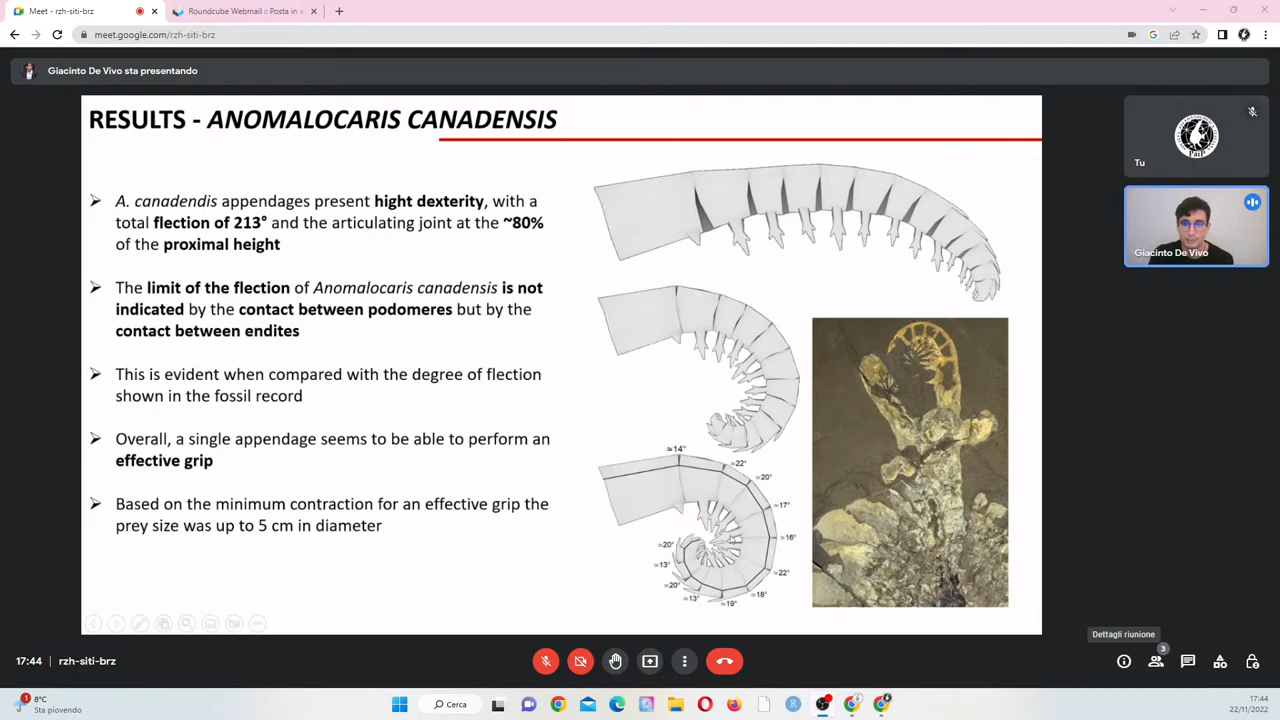 Meet - rzh-siti-brz
Roundcube Webmail :: Posta in a
meet.google.com/rzh-siti-brz
Giacinto De Vivo sta presentando
RESULTS - ANOMALOCARIS CANADENSIS
A. canadendis appendages present hight dexterity, with a
total flection of 213° and the articulating joint at the ~80%
of the proximal height
The limit of the flection of Anomalocaris canadensis is not
indicated by the contact between podomeres but by the
contact between endites
This is evident when compared with the degree of flection
shown in the fossil record
Overall, a single appendage seems to be able to perform an
effective grip
Based on the minimum contraction for an effective grip the
prey size was up to 5 cm in diameter
≃14°
≃22°
≃20°
≃17°
≃16°
≃22°
≃18°
≃19°
≃13°
≃20°
≃13°
≃20°
Tu
Giacinto De Vivo
Dettagli riunione
17:44 | rzh-siti-brz
3
1
8°C
Sta piovendo
Cerca
17:44
22/11/2022